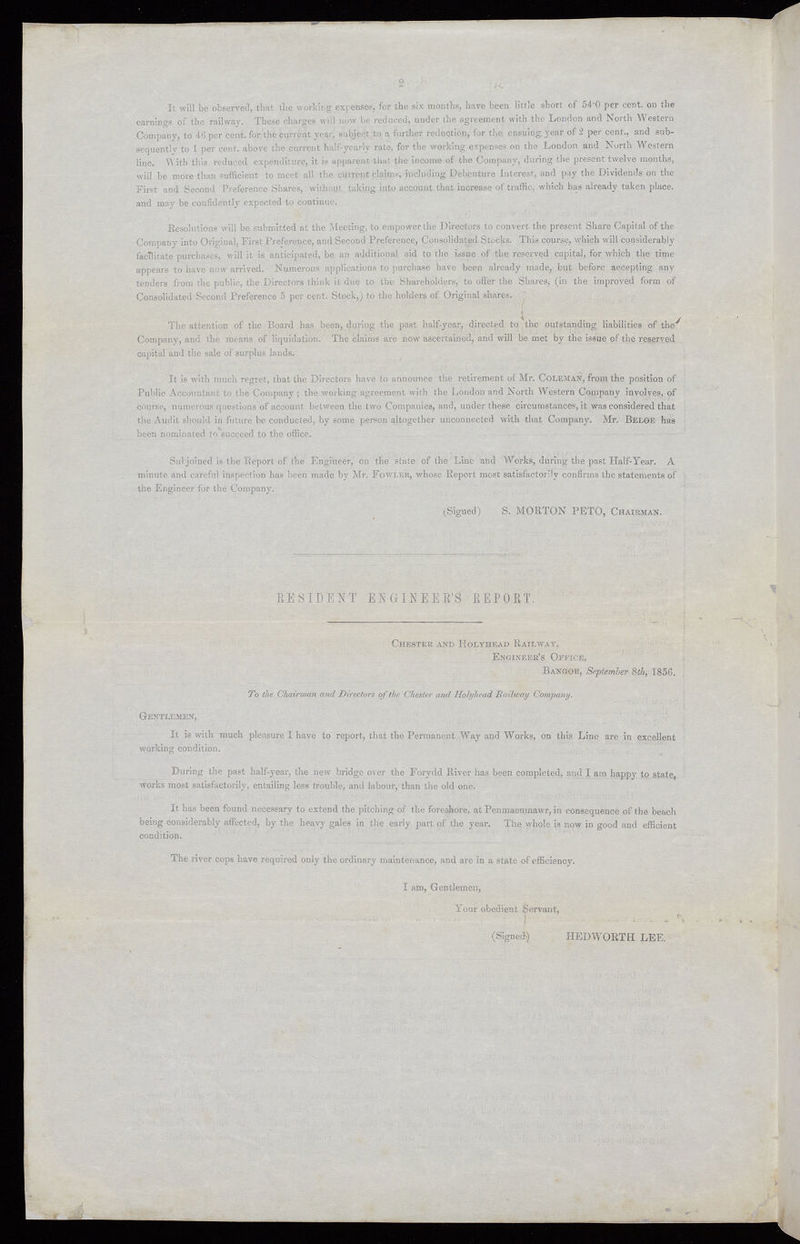 2
It will be observed, that the working expenses, for the six months, have been little short of 54·0 per cent. on the
earnings of the railway. These charges will now be reduced, under the agreement with the London and North Western
Company, to 46 per cent. for the current year, subject to a further reduction, for the ensuing year of 2 per cent., and sub-
sequently to 1 per cent. above the current half-yearly rate, for the working expenses on the London and North Western
line. With this reduced expenditure, it is apparent that the income of the Company, during the present twelve months,
will be more than sufficient to meet all the current claims, including Debenture Interest, and pay the Dividends on the
First and Second Preference Shares, without taking into account that increase of traffic, which has already taken place,
and may be confidently expected to continue.
Resolutions will be submitted at the Meeting, to empower the Directors to convert the present Share Capital of the
Company into Original, First Preference, and Second Preference, Consolidated Stocks. This course, which will considerably
facilitate purchases, will it is anticipated, be an additional aid to the issue of the reserved capital, for which the time
appears to have now arrived. Numerous applications to purchase have been already made, but before accepting any
tenders from the public, the Directors think it due to the Shareholders, to offer the Shares, (in the improved form of
Consolidated Second Preference 5 per cent. Stock,) to the holders of Original shares.
The attention of the Board has been, during the past half-year, directed to the outstanding liabilities of the
Company, and the means of liquidation. The claims are now ascertained, and will be met by the issue of the reserved
capital and the sale of surplus lands.
It is with much regret, that the Directors have to announce the retirement of Mr. COLEMAN, from the position of
Public Accountant to the Company; the working agreement with the London and North Western Company involves, of
course, numerous questions of account between the two Companies, and, under these circumstances, it was considered that
the Audit should in future be conducted, by some person altogether unconnected with that Company. Mr. BELOE has
been nominated to succeed to the office.
Subjoined is the Report of the Engineer, on the state of the Line and Works, during the past Half-Year. A
minute and careful inspection has been made by Mr. FOWLER, whose Report most satisfactorily confirms the statements of
the Engineer for the Company.
(Signed) S. MORTON PETO, CHAIRMAN.
RESIDENT ENGINEER'S REPORT.
CHESTER AND HOLYHEAD RAILWAY,
ENGINEER'S OFFICE,
BANGOR, September 8th, 1856.
To the Chairman and Directors of the Chester and Holyhead Railway Company.
GENTLEMEN,
It is with much pleasure I have to report, that the Permanent Way and Works, on this Line are in excellent
working condition.
During the past half-year, the new bridge over the Forydd River has been completed, and I am happy to state,
works most satisfactorily, entailing less trouble, and labour, than the old one.
It has been found necessary to extend the pitching of the foreshore, at Penmaenmawr, in consequence of the beach
being considerably affected, by the heavy gales in the early part of the year. The whole is now in good and efficient
condition.
The river cops have required only the ordinary maintenance, and are in a state of efficiency.
I am, Gentlemen,
Your obedient Servant,
(Signed) HEDWORTH LEE.